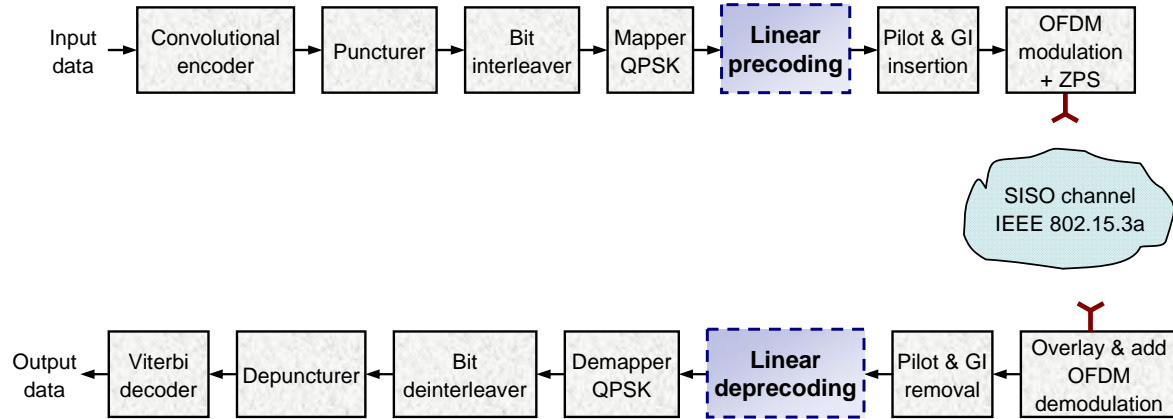 Input
data
Convolutional
encoder
Puncturer
Bit
interleaver
Mapper
QPSK
Linear
precoding
Pilot & GI
insertion
OFDM
modulation
+ ZPS
SISO channel
IEEE 802.15.3a
Output
data
Viterbi
decoder
Depuncturer
Bit
deinterleaver
Demapper
QPSK
Linear
deprecoding
Pilot & GI
removal
Overlay & add
OFDM
demodulation